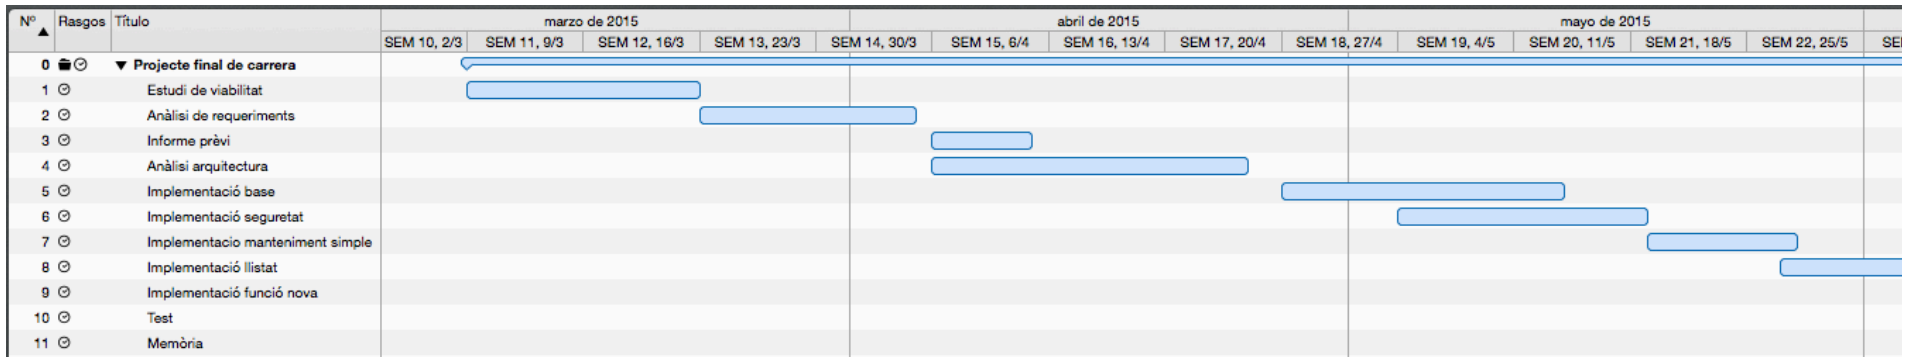 Nº Rasgos Título marzo de 2015 abril de 2015 mayo de 2015
SEM 10, 2/3 SEM 11, 9/3 SEM 12, 16/3 SEM 13, 23/3 SEM 14, 30/3 SEM 15, 6/4 SEM 16, 13/4 SEM 17, 20/4 SEM 18, 27/4 SEM 19, 4/5 SEM 20, 11/5 SEM 21, 18/5 SEM 22, 25/5 SE
0 Projecte final de carrera
1 Estudi de viabilitat
2 Anàlisi de requeriments
3 Informe prèvi
4 Anàlisi arquitectura
5 Implementació base
6 Implementació seguretat
7 Implementacio manteniment simple
8 Implementació llistat
9 Implementació funció nova
10 Test
11 Memòria